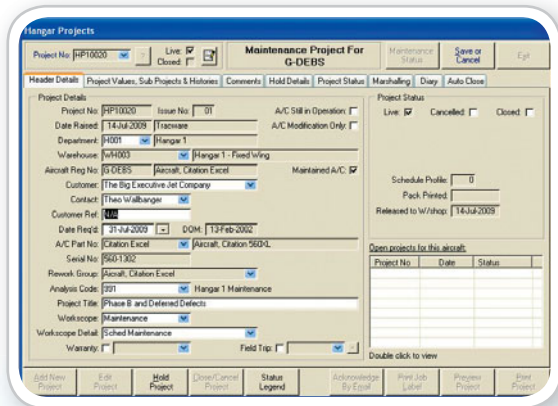 Hangar Projects
Project No: HP10020 Live: Closed: Maintenance Project For G-DEBS Maintenance Status Save or Cancel Exit
Header Details Project Values, Sub Projects & Histories Comments Hold Details Project Status Marshalling Diary Auto Close
Project Details
Project No: HP10020 Issue No: 01 A/C Still in Operation:
Date Raised: 14-Jul-2009 Tracware A/C Modification Only:
Department: H001 Hangar 1
Warehouse: WH003 Hangar 1 - Fixed Wing
Aircraft Reg No: G-DEBS Aircraft, Citation Excel Maintained A/C:
Customer: The Big Executive Jet Company
Contact: Theo Wallbanger
Customer Ref: N/A
Date Req'd: 31-Jul-2009 DOM: 13-Feb-2002
A/C Part No: Citation Excel Aircraft, Citation 560XL
Serial No: 560-1302
Rework Group: Aicraft, Citation Excel
Analysis Code: 991 Hangar 1 Maintenance
Project Title: Phase B and Deferred Defects
Workscope: Maintenance
Workscope Detail: Sched Maintenance
Warranty: Field Trip:
Project Status
Live: Cancelled: Closed:
Schedule Profile: 0
Pack Printed:
Released to W/shop: 14-Jul-2009
Open projects for this aircraft:
Project No Date Status
Double click to view
Add New Project Edit Project Hold Project Close/Cancel Project Status Legend Acknowledge By Email Print Job Label Preview Project Print Project